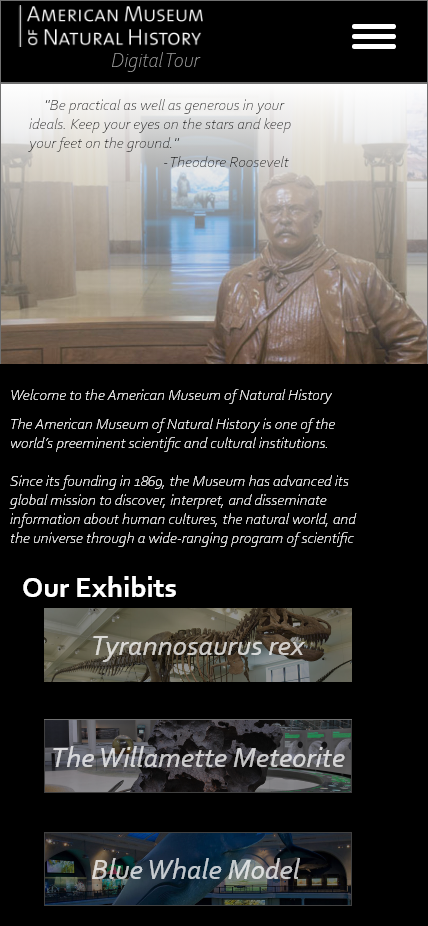 AMERICAN MUSEUM
OF NATURAL HISTORY
Digital Tour
"Be practical as well as generous in your
ideals. Keep your eyes on the stars and keep
your feet on the ground."
-Theodore Roosevelt
Welcome to the American Museum of Natural History
The American Museum of Natural History is one of the
world's preeminent scientific and cultural institutions.
Since its founding in 1869, the Museum has advanced its
global mission to discover, interpret, and disseminate
information about human cultures, the natural world, and
the universe through a wide-ranging program of scientific
Our Exhibits
Tyrannosaurus rex
The Willamette Meteorite
Blue Whale Model